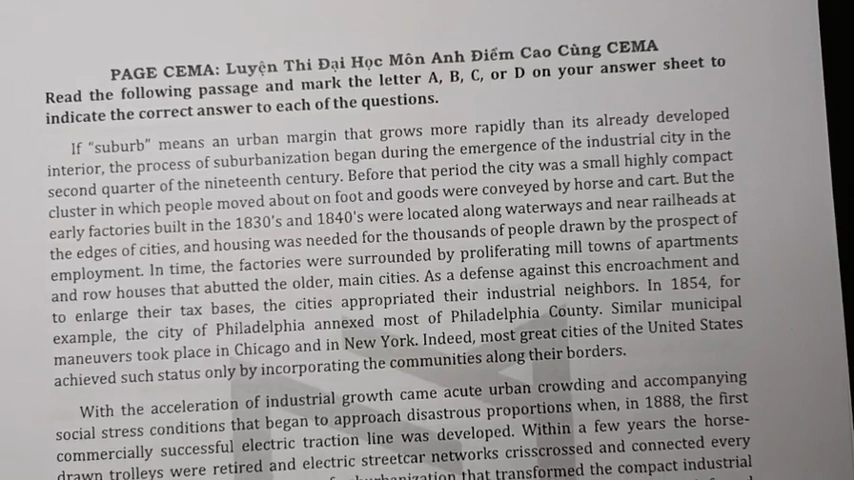 PAGE CEMA: Luyện Thi Đại Học Môn Anh Điểm Cao Cùng CEMA
Read the following passage and mark the letter A, B, C, or D on your answer sheet to
indicate the correct answer to each of the questions.
If “suburb” means an urban margin that grows more rapidly than its already developed
interior, the process of suburbanization began during the emergence of the industrial city in the
second quarter of the nineteenth century. Before that period the city was a small highly compact
cluster in which people moved about on foot and goods were conveyed by horse and cart. But the
early factories built in the 1830's and 1840's were located along waterways and near railheads at
the edges of cities, and housing was needed for the thousands of people drawn by the prospect of
employment. In time, the factories were surrounded by proliferating mill towns of apartments
and row houses that abutted the older, main cities. As a defense against this encroachment and
to enlarge their tax bases, the cities appropriated their industrial neighbors. In 1854, for
example, the city of Philadelphia annexed most of Philadelphia County. Similar municipal
maneuvers took place in Chicago and in New York. Indeed, most great cities of the United States
achieved such status only by incorporating the communities along their borders.
With the acceleration of industrial growth came acute urban crowding and accompanying
social stress conditions that began to approach disastrous proportions when, in 1888, the first
commercially successful electric traction line was developed. Within a few years the horse-
drawn trolleys were retired and electric streetcar networks crisscrossed and connected every
that transformed the compact industrial